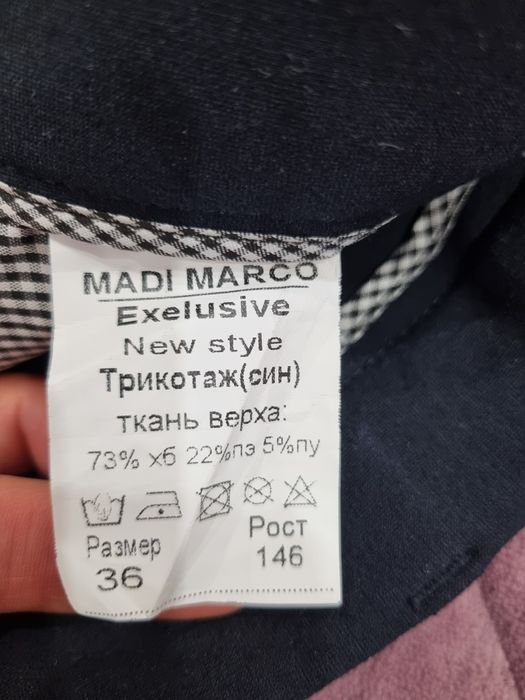 MADI MARCO
Exelusive
New style
Трикотаж(син)
ткань верха:
73% хб 22%пэ 5%пу
Размер
36
Рост
146